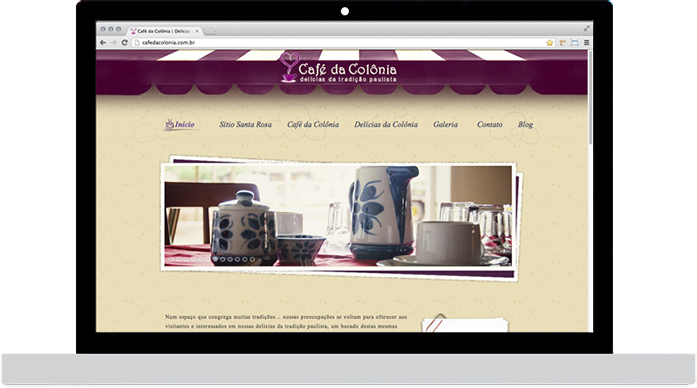 Café da Colônia | Delícias
cafedacolonia.com.br
Café da Colônia
delícias da tradição paulista
Início Sítio Santa Rosa Café da Colônia Delícias da Colônia Galeria Contato Blog
Num espaço que congrega muitas tradições... nossas preocupações se voltam para oferecer aos
visitantes e interessados em nossas delícias da tradição paulista, um bocado destas mesmas